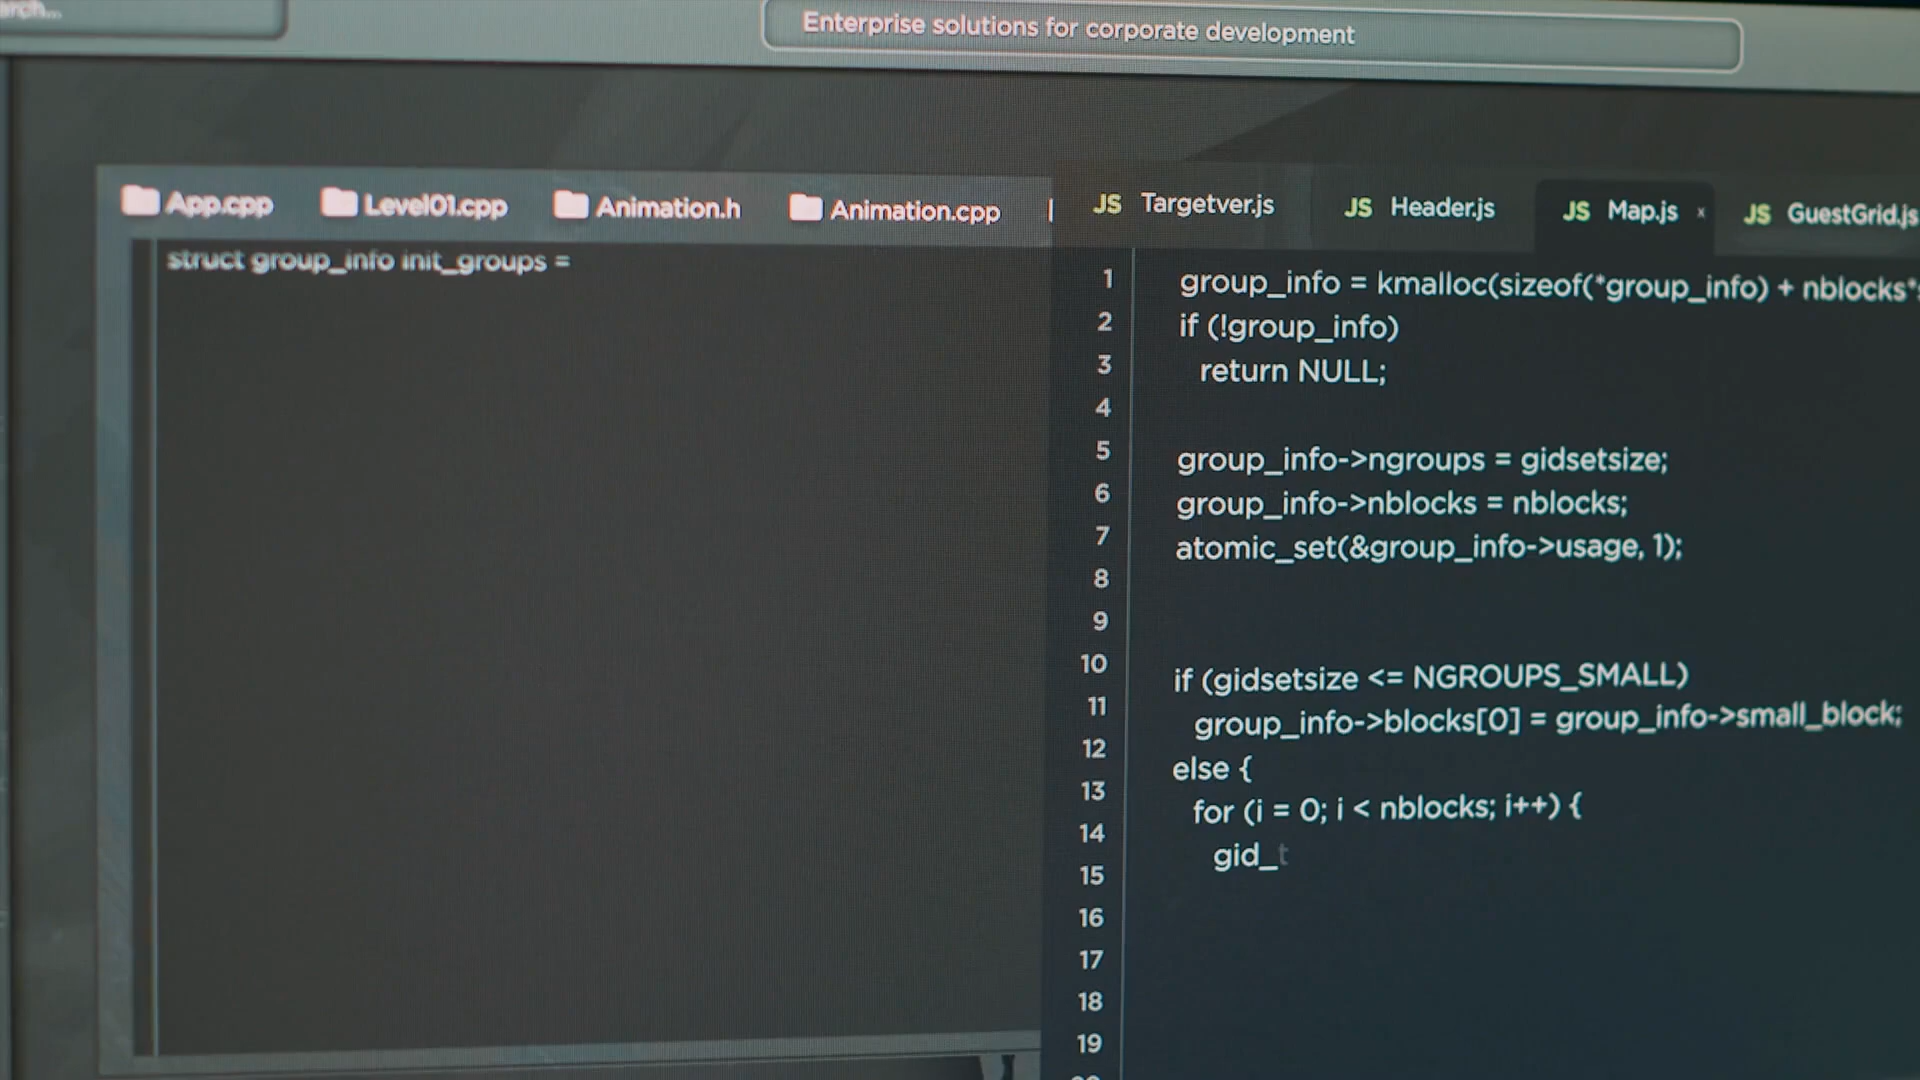 Enterprise solutions for corporate development
App.cpp Level01.cpp Animation.h Animation.cpp
struct group_info init_groups =
JS Targetver.js JS Header.js JS Map.js x JS GuestGrid.js
1 group_info = kmalloc(sizeof(*group_info) + nblocks*
2 if (!group_info)
3 return NULL;
4
5 group_info->ngroups = gidsetsize;
6 group_info->nblocks = nblocks;
7 atomic_set(&group_info->usage, 1);
8
9
10 if (gidsetsize <= NGROUPS_SMALL)
11 group_info->blocks[0] = group_info->small_block;
12 else {
13 for (i = 0; i < nblocks; i++) {
14 gid_t
15
16
17
18
19